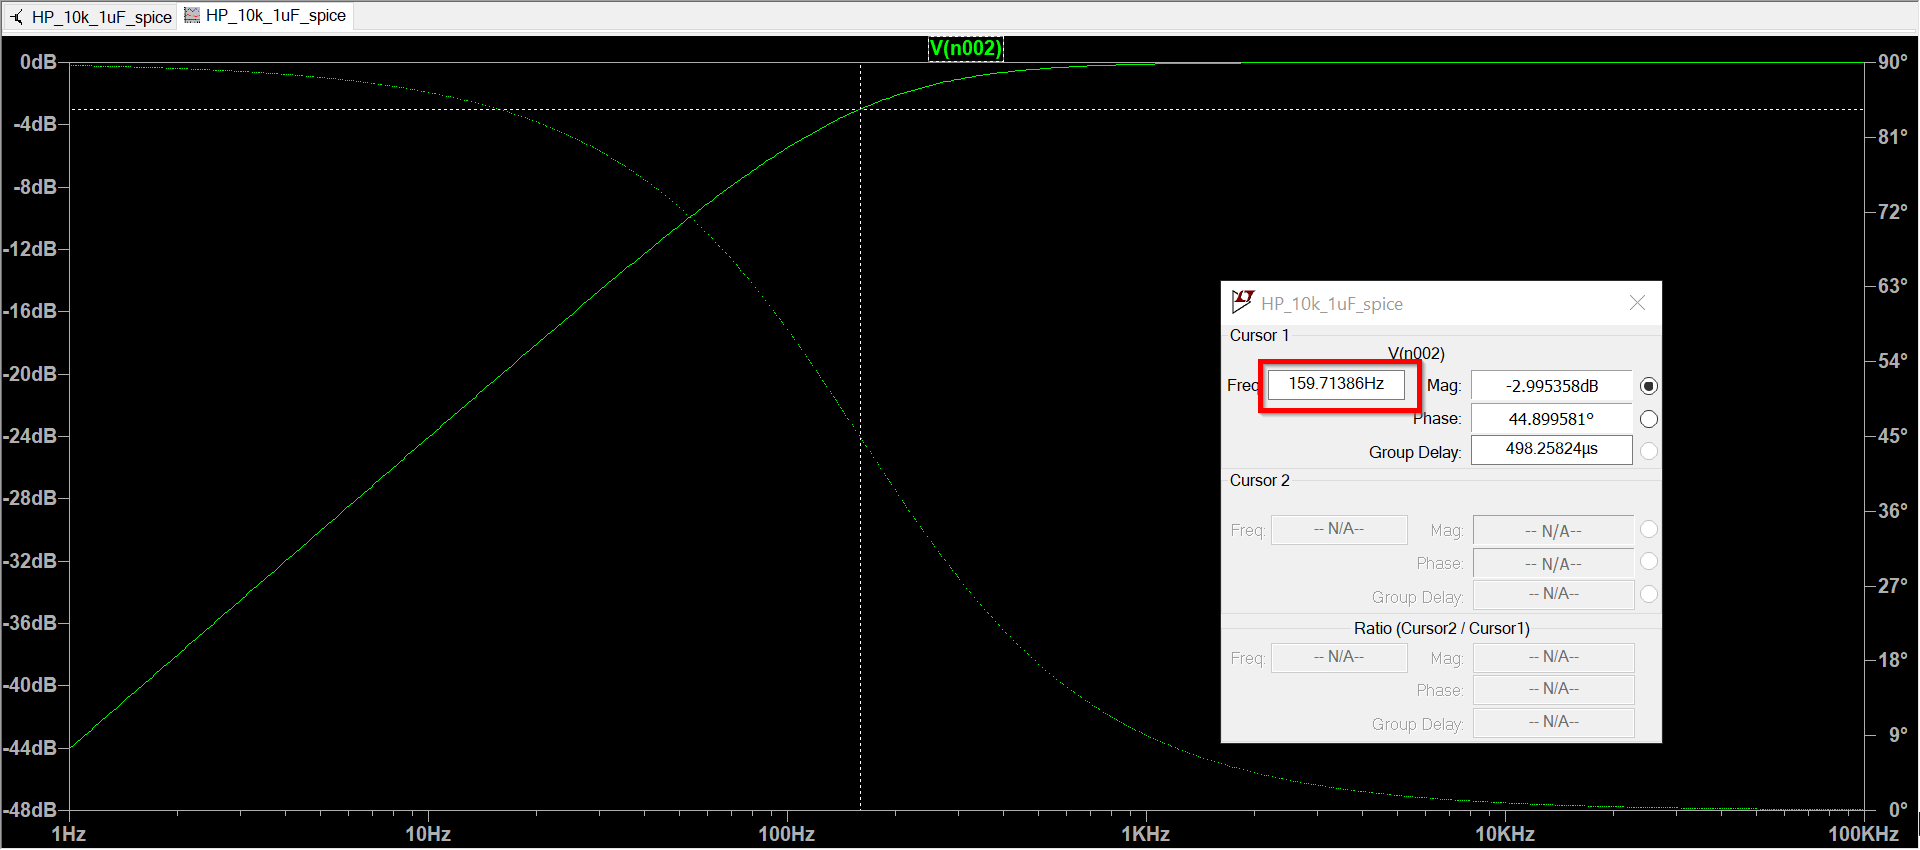 HP_10k_1uF_spice HP_10k_1uF_spice
V(n002)
0dB 90°
-4dB 81°
-8dB 72°
-12dB 63°
-16dB 54°
-20dB 45°
-24dB 36°
-28dB 27°
-32dB 18°
-36dB 9°
-40dB 0°
-44dB
-48dB
1Hz 10Hz 100Hz 1KHz 10KHz 100KHz
HP_10k_1uF_spice
Cursor 1
V(n002)
Freq 159.71386Hz Mag: -2.995358dB
Phase: 44.899581°
Group Delay: 498.25824µs
Cursor 2
Freq: -- N/A-- Mag: -- N/A--
Phase: -- N/A--
Group Delay: -- N/A--
Ratio (Cursor2 / Cursor1)
Freq: -- N/A-- Mag: -- N/A--
Phase: -- N/A--
Group Delay: -- N/A--